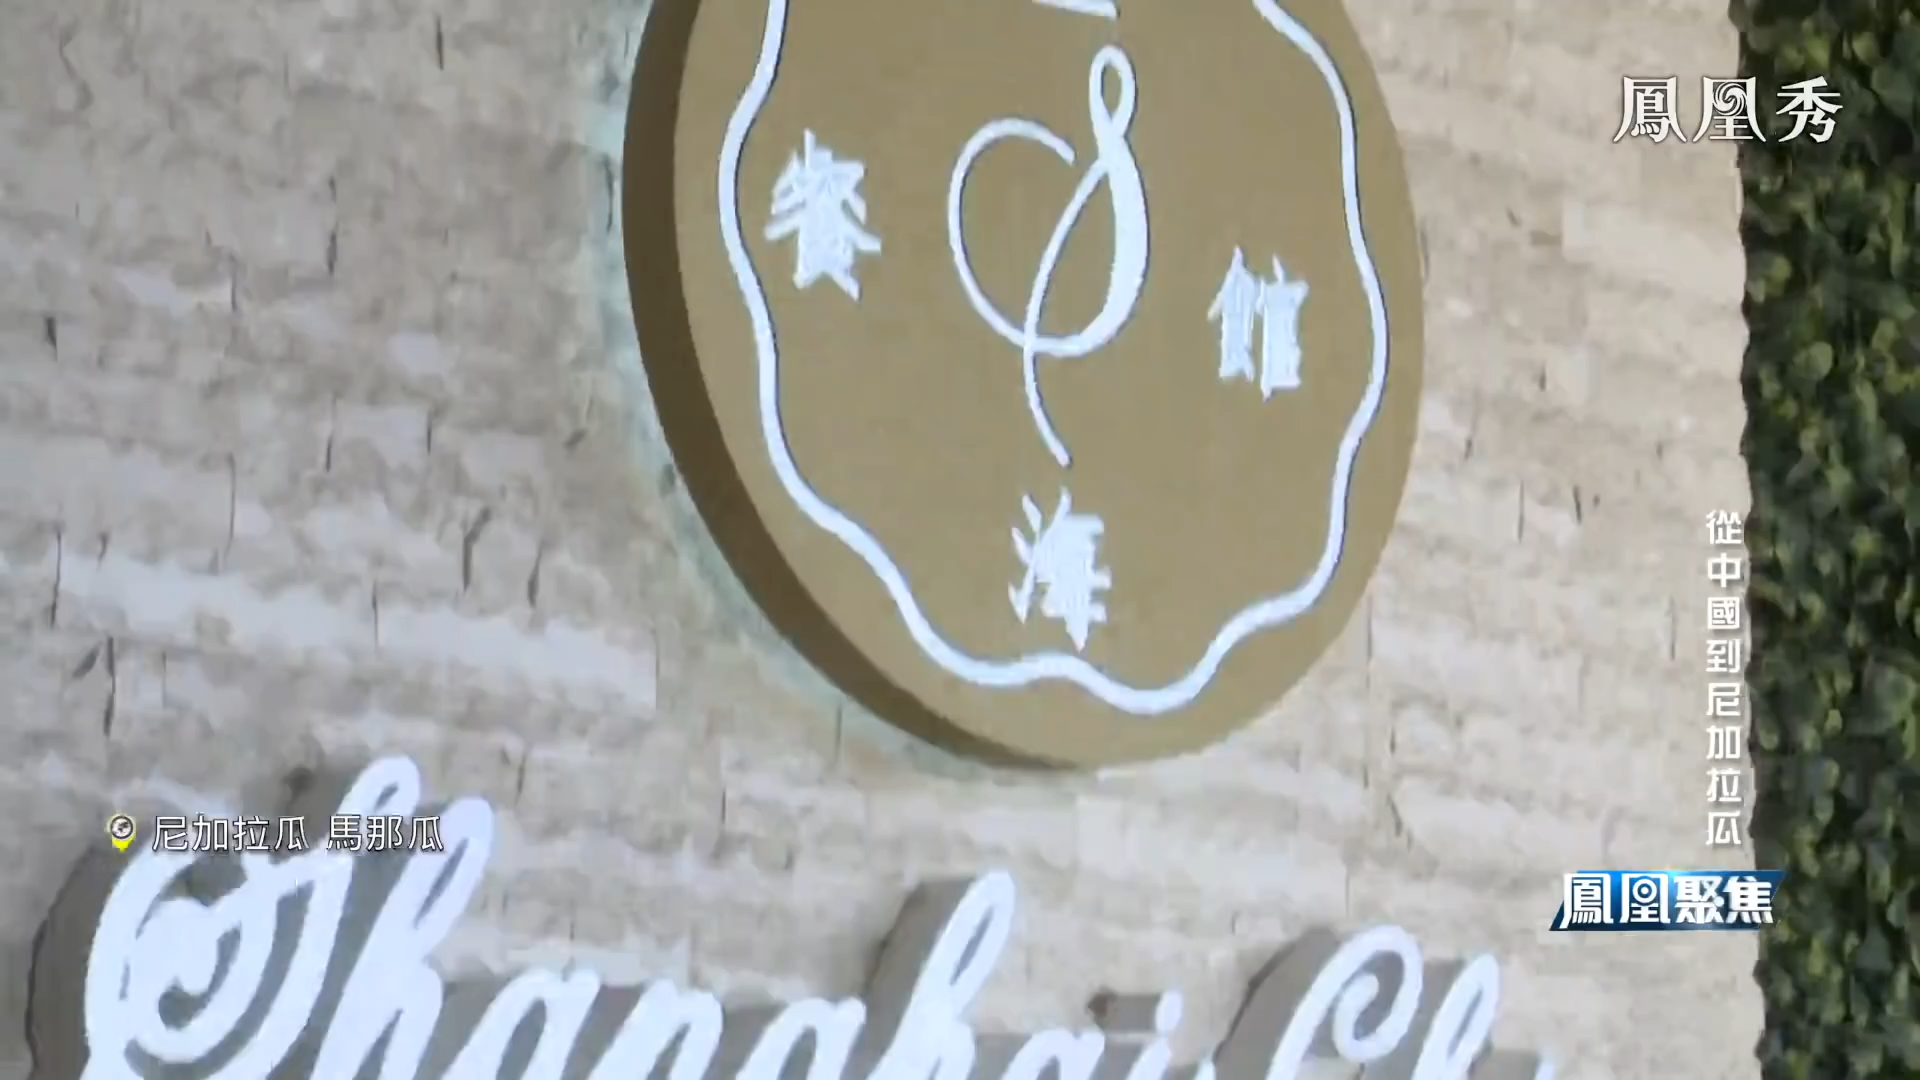 鳳凰秀
餐
S
館
海
從中國到尼加拉瓜
尼加拉瓜 馬那瓜
鳳凰聚焦
Shanghai